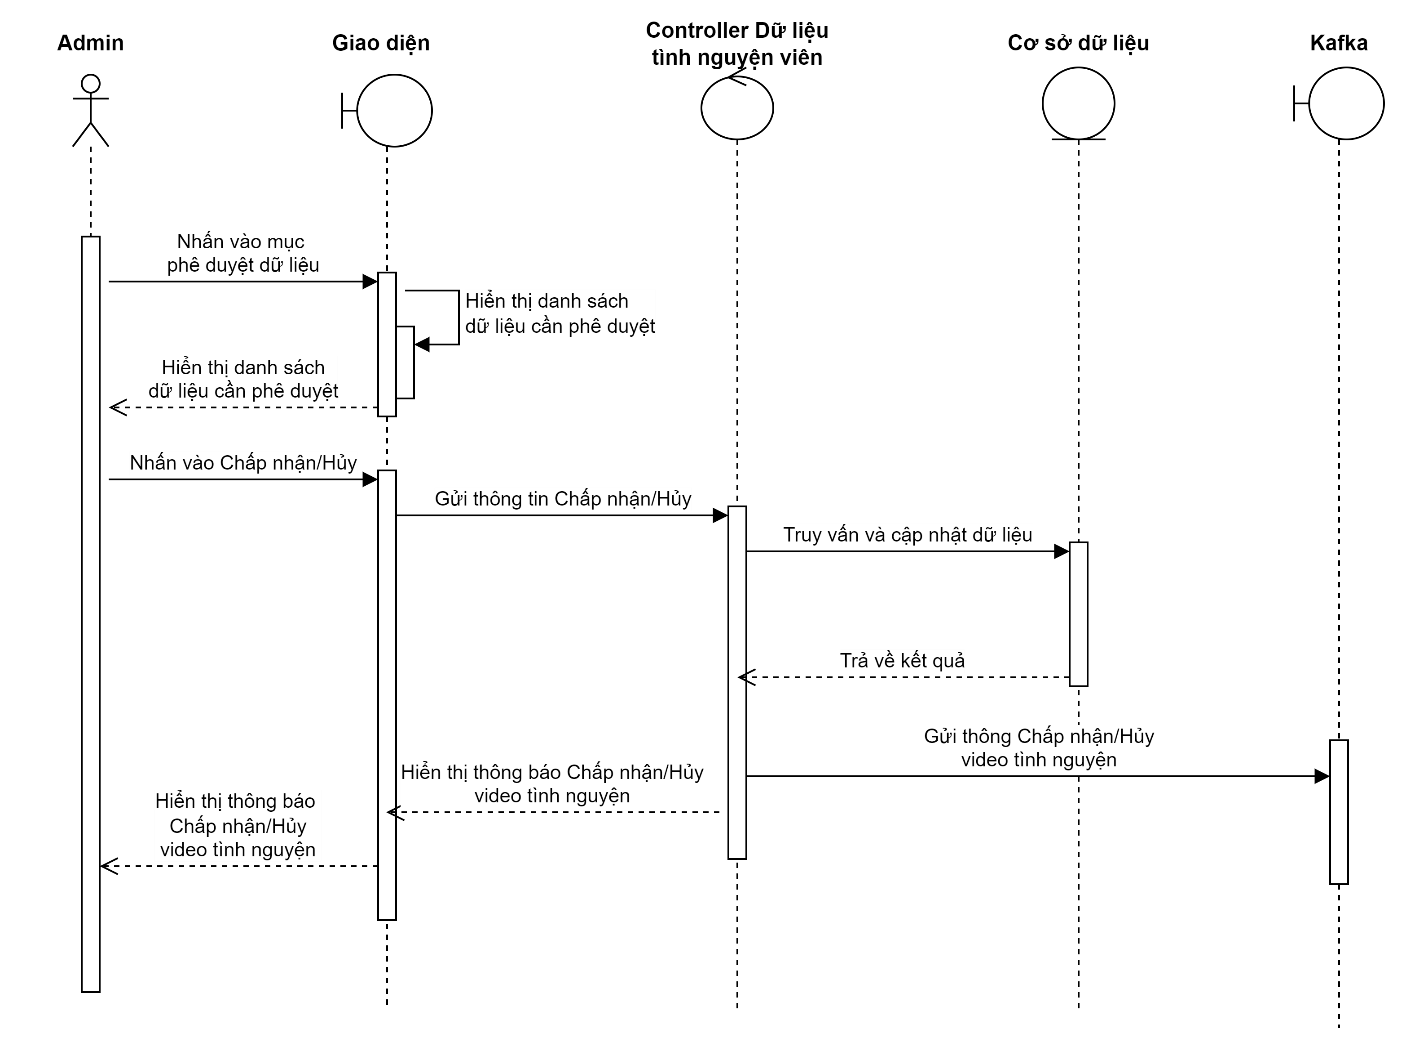 Admin
Giao diện
Controller Dữ liệu
tình nguyện viên
Cơ sở dữ liệu
Kafka
Nhấn vào mục
phê duyệt dữ liệu
Hiển thị danh sách
dữ liệu cần phê duyệt
Hiển thị danh sách
dữ liệu cần phê duyệt
Nhấn vào Chấp nhận/Hủy
Gửi thông tin Chấp nhận/Hủy
Truy vấn và cập nhật dữ liệu
Trả về kết quả
Gửi thông Chấp nhận/Hủy
video tình nguyện
Hiển thị thông báo Chấp nhận/Hủy
video tình nguyện
Hiển thị thông báo
Chấp nhận/Hủy
video tình nguyện